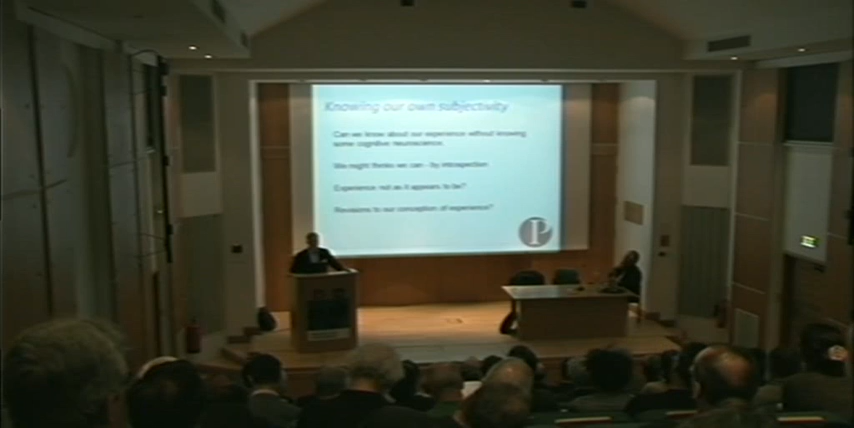 Knowing our own subjectivity
Can we know about our experience without knowing
some cognitive neuroscience.
We might thinks we can - by introspection
Experience not as it appears to be?
Revisions to our conception of experience?
P